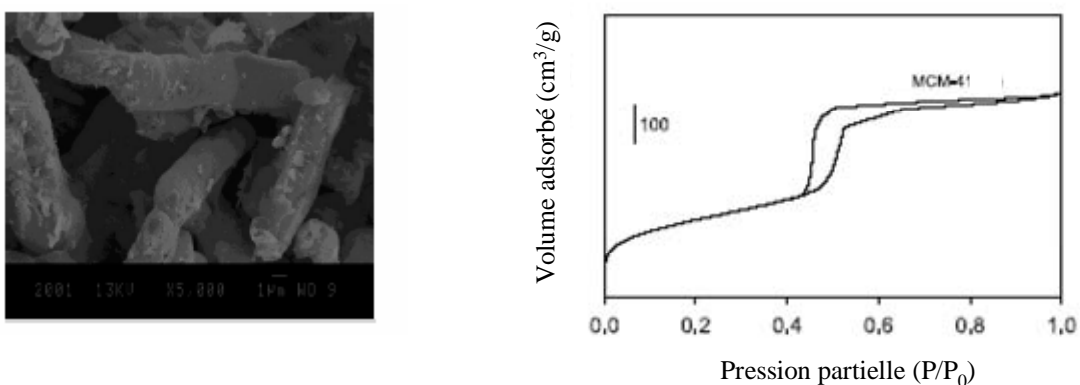 2001 13KV X5,000 1µm WD 9
Volume adsorbé (cm³/g)
MCM-41
100
0,0 0,2 0,4 0,6 0,8 1,0
Pression partielle (P/P₀)